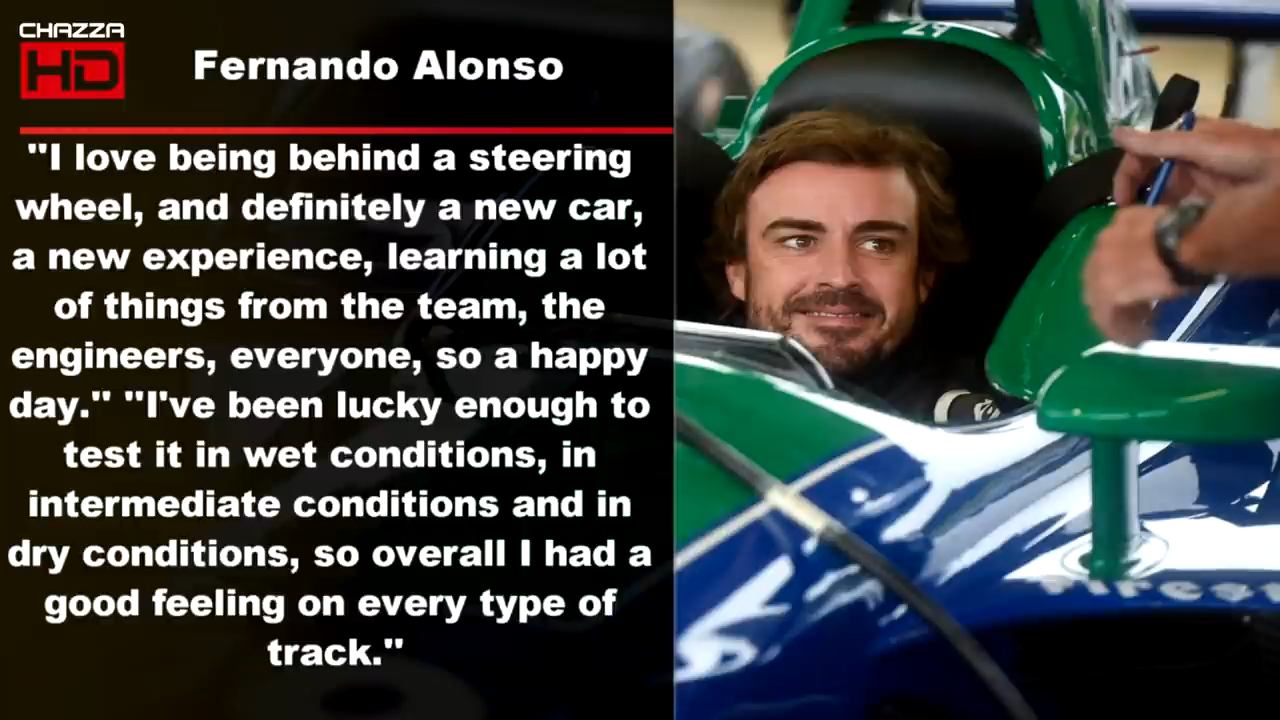 CHAZZA
HD
Fernando Alonso
"I love being behind a steering
wheel, and definitely a new car,
a new experience, learning a lot
of things from the team, the
engineers, everyone, so a happy
day." "I've been lucky enough to
test it in wet conditions, in
intermediate conditions and in
dry conditions, so overall I had a
good feeling on every type of
track."
29